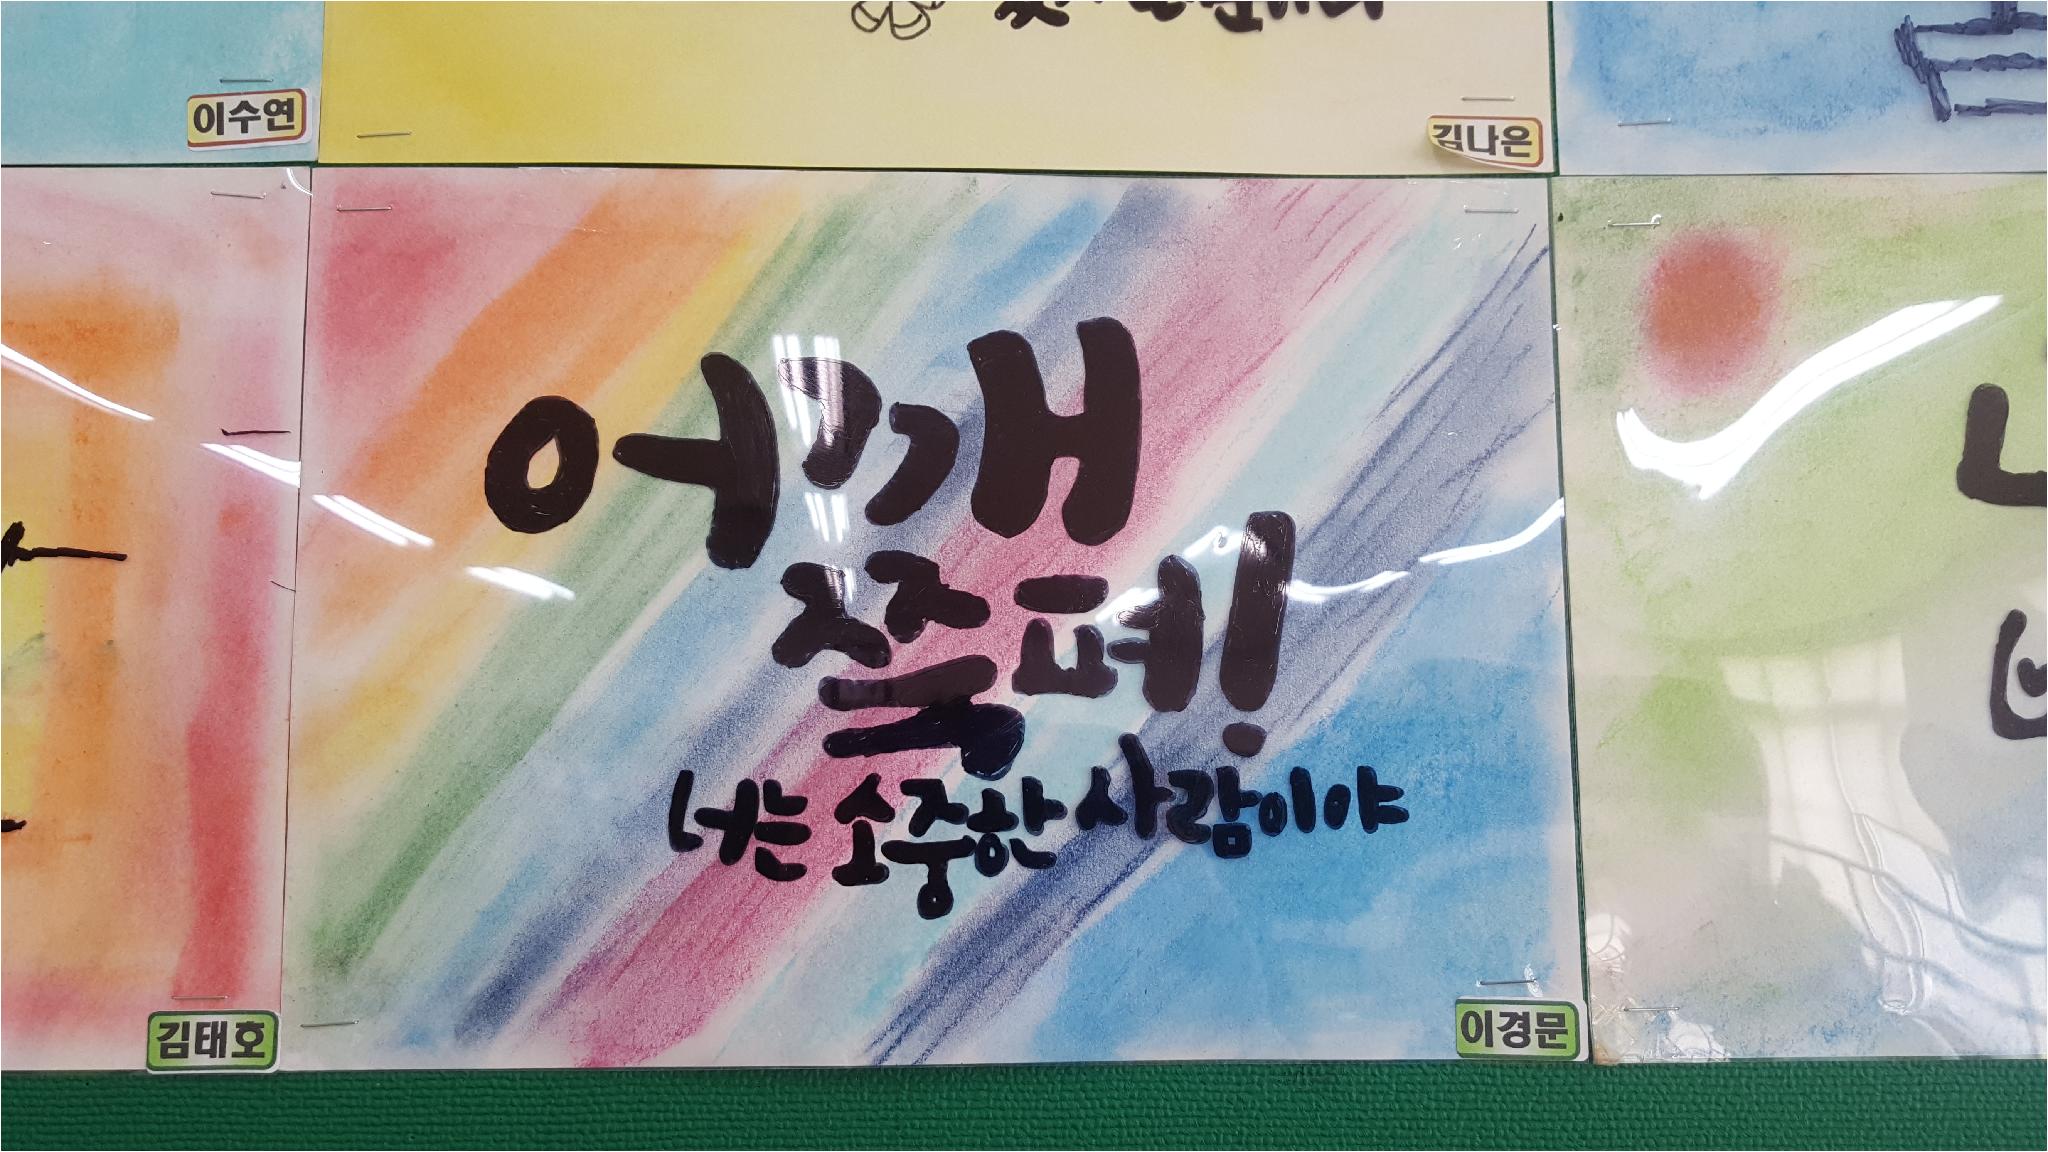 이수연
김나은
어깨
쫙 펴!
너는 소중한 사람이야
김태호
이경문